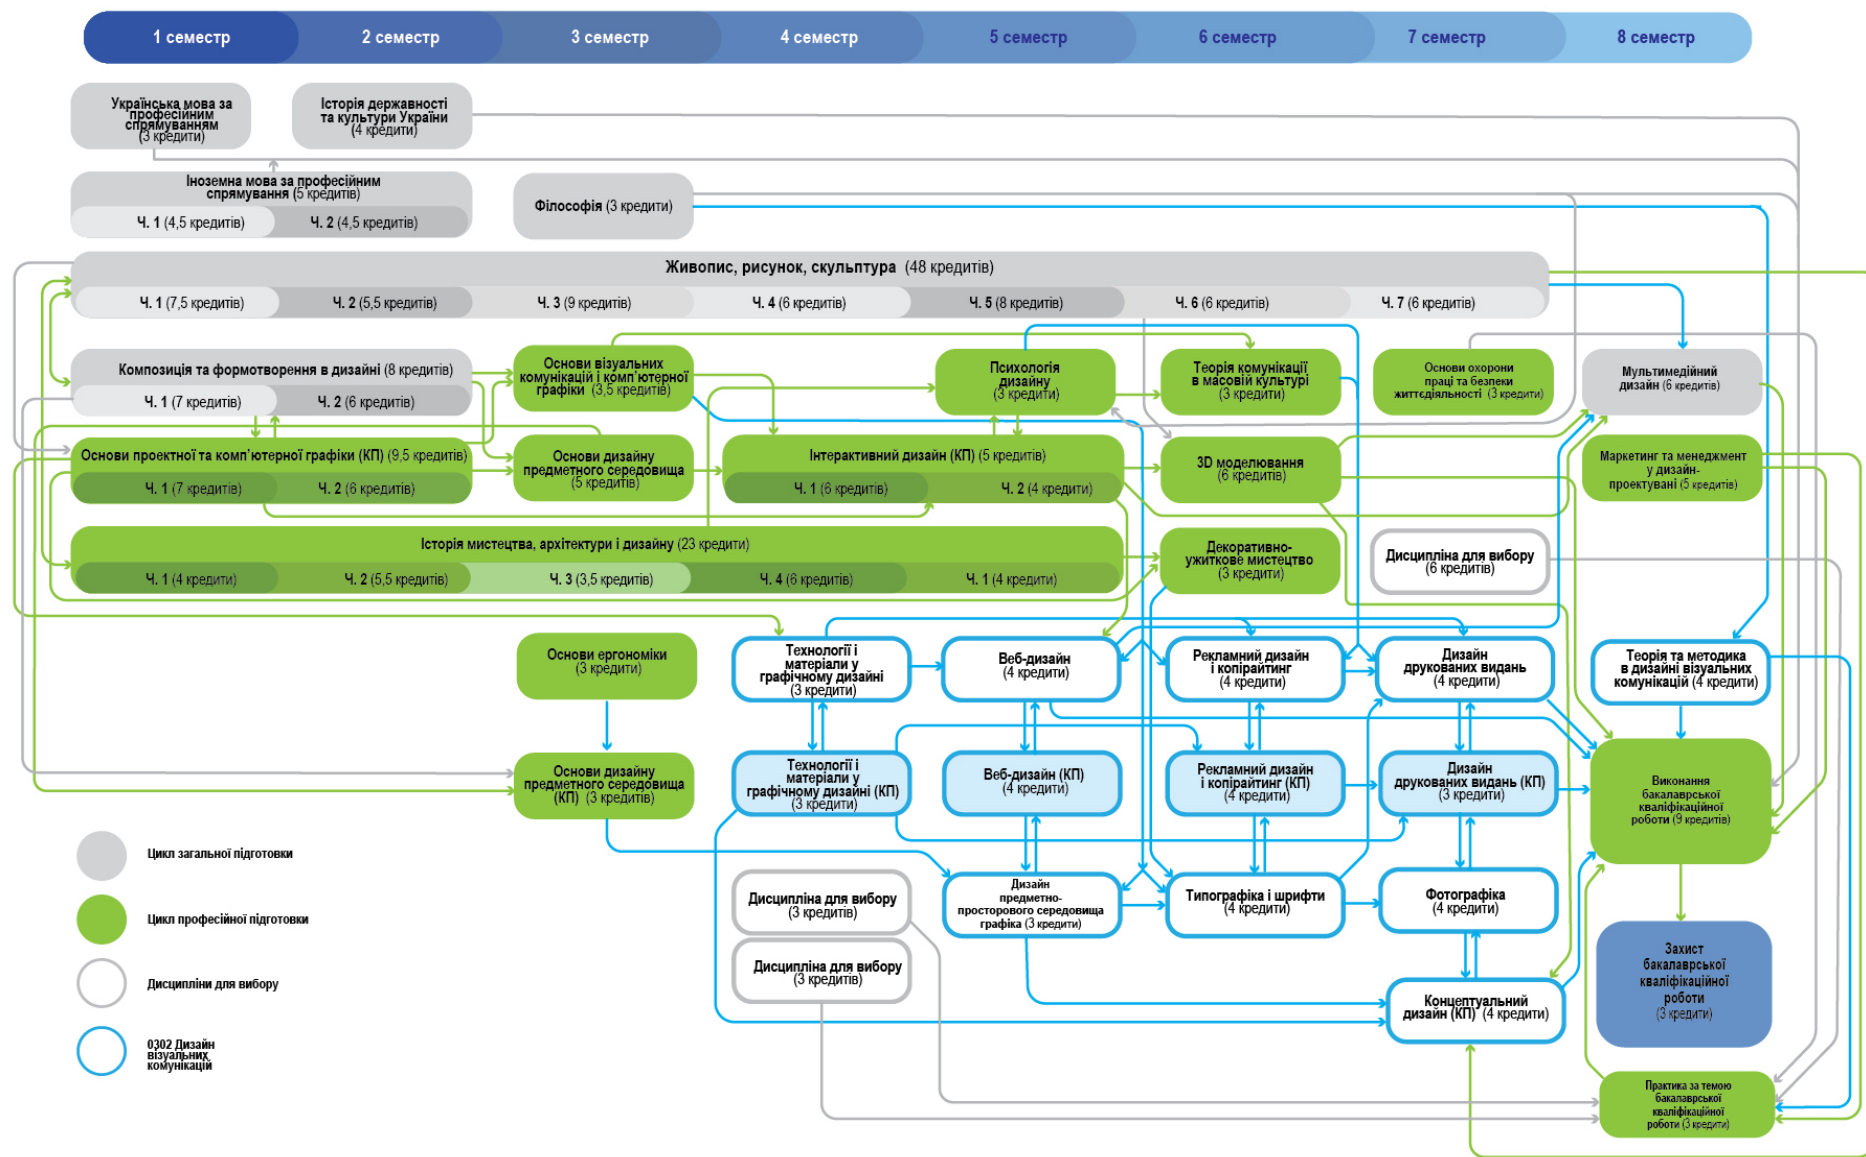 1 семестр
2 семестр
3 семестр
4 семестр
5 семестр
6 семестр
7 семестр
8 семестр
Українська мова за
професійним
спрямуванням
(3 кредити)
Історія державності
та культури України
(4 кредити)
Іноземна мова за професійним
спрямування (5 кредитів)
Ч. 1 (4,5 кредитів)
Ч. 2 (4,5 кредитів)
Філософія (3 кредити)
Живопис, рисунок, скульптура (48 кредитів)
Ч. 1 (7,5 кредитів)
Ч. 2 (5,5 кредитів)
Ч. 3 (9 кредитів)
Ч. 4 (6 кредитів)
Ч. 5 (8 кредитів)
Ч. 6 (6 кредитів)
Ч. 7 (6 кредитів)
Композиція та формотворення в дизайні (8 кредитів)
Ч. 1 (7 кредитів)
Ч. 2 (6 кредитів)
Основи візуальних
комунікацій і комп'ютерної
графіки (3,5 кредитів)
Психологія
дизайну
(3 кредити)
Теорія комунікації
в масовій культурі
(3 кредити)
Основи охорони
праці та безпеки
життєдіяльності (3 кредити)
Мультимедійний
дизайн (6 кредитів)
Основи проектної та комп'ютерної графіки (КП) (9,5 кредитів)
Ч. 1 (7 кредитів)
Ч. 2 (6 кредитів)
Основи дизайну
предметного середовища
(5 кредитів)
Інтерактивний дизайн (КП) (5 кредитів)
Ч. 1 (6 кредитів)
Ч. 2 (4 кредити)
3D моделювання
(6 кредитів)
Маркетинг та менеджмент
у дизайн-
проектувані (5 кредитів)
Історія мистецтва, архітектури і дизайну (23 кредити)
Ч. 1 (4 кредити)
Ч. 2 (5,5 кредитів)
Ч. 3 (3,5 кредитів)
Ч. 4 (6 кредитів)
Ч. 1 (4 кредити)
Декоративно-
ужиткове мистецтво
(3 кредити)
Дисципліна для вибору
(6 кредитів)
Основи ергономіки
(3 кредити)
Технології і
матеріали у
графічному дизайні
(3 кредити)
Веб-дизайн
(4 кредити)
Рекламний дизайн
і копірайтинг
(4 кредити)
Дизайн
друкованих видань
(4 кредити)
Теорія та методика
в дизайні візуальних
комунікацій (4 кредити)
Основи дизайну
предметного середовища
(КП) (3 кредитів)
Технології і
матеріали у
графічному дизайні (КП)
(3 кредити)
Веб-дизайн (КП)
(4 кредити)
Рекламний дизайн
і копірайтинг (КП)
(4 кредити)
Дизайн
друкованих видань (КП)
(3 кредити)
Виконання
бакалаврської
кваліфікаційної
роботи (9 кредитів)
Цикл загальної підготовки
Цикл професійної підготовки
Дисципліни для вибору
0302 Дизайн
візуальних
комунікацій
Дисципліна для вибору
(3 кредитів)
Дисципліна для вибору
(3 кредитів)
Дизайн
предметно-
просторового середовища
графіка (3 кредити)
Типографіка і шрифти
(4 кредити)
Фотографіка
(4 кредити)
Концептуальний
дизайн (КП) (4 кредити)
Захист
бакалаврської
кваліфікаційної
роботи
(3 кредити)
Практика за темою
бакалаврської
кваліфікаційної
роботи (3 кредити)